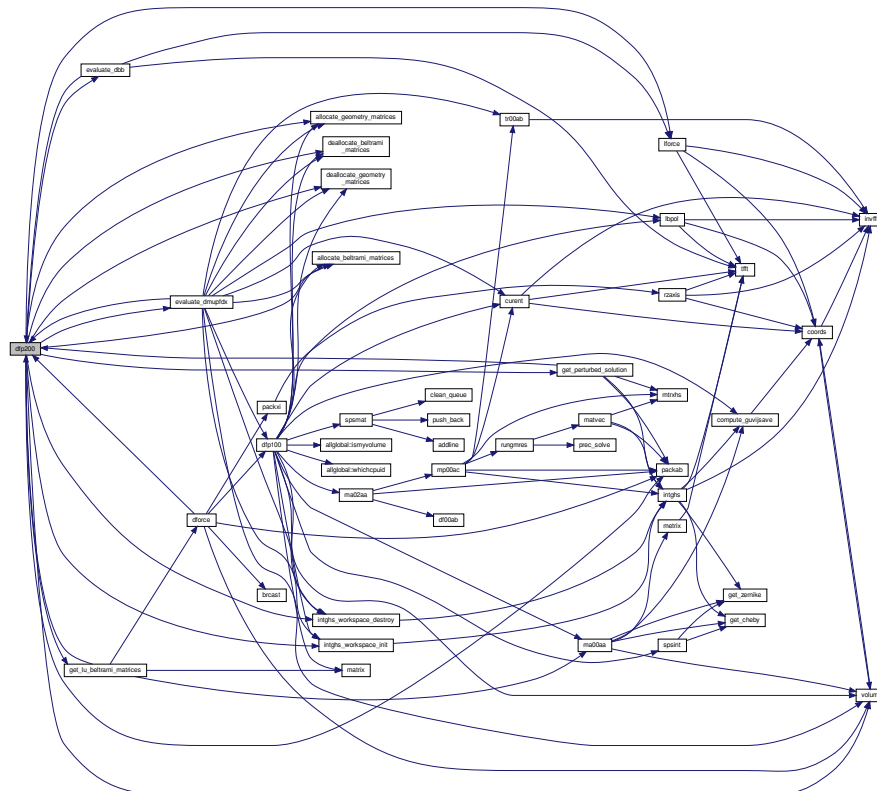 evaluate_dbb
allocate_geometry_matrices
tr00ab
deallocate_beltrami
_matrices
lforce
deallocate_geometry
_matrices
lbpol
allocate_beltrami_matrices
tfft
rzaxis
evaluate_dmupfdx
curent
coords
dfp200
get_perturbed_solution
clean_queue
mtrxhs
packxi
spsmat
push_back
matvec
compute_guvijsave
dfp100
allglobal::ismyvolume
addline
rungmres
prec_solve
allglobal::whichcpuid
mp00ac
packab
ma02aa
intghs
dforce
df00ab
metrix
brcast
get_zernike
intghs_workspace_destroy
get_cheby
intghs_workspace_init
ma00aa
spsint
get_lu_beltrami_matrices
matrix